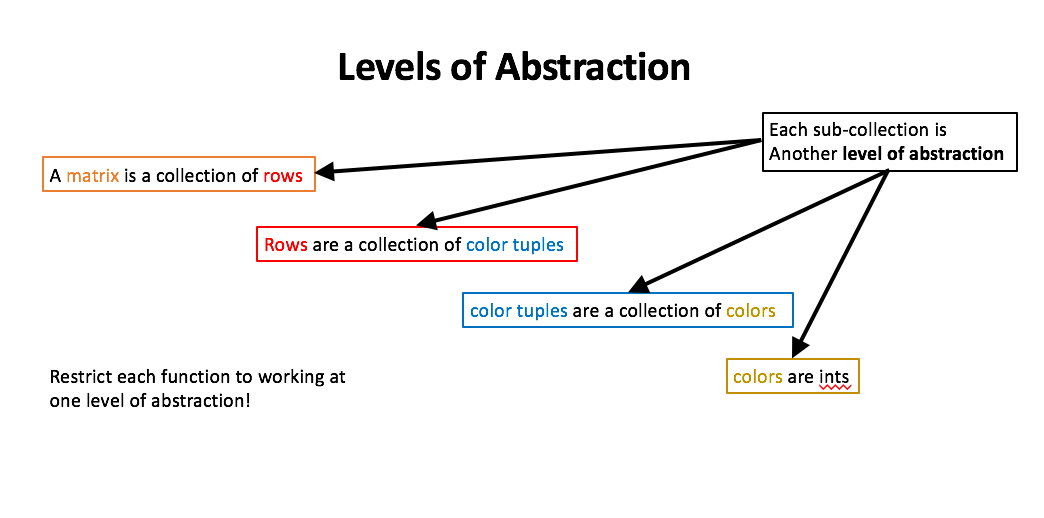 Levels of Abstraction
Each sub-collection is
Another level of abstraction
A matrix is a collection of rows
Rows are a collection of color tuples
color tuples are a collection of colors
colors are ints
Restrict each function to working at
one level of abstraction!